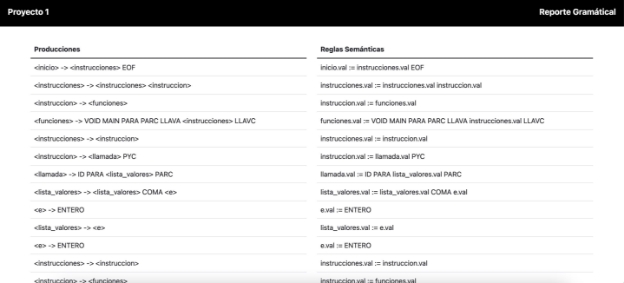 Proyecto 1 Reporte Gramátical
Producciones Reglas Semánticas
<inicio> -> <instrucciones> EOF inicio.val := instrucciones.val EOF
<instrucciones> -> <instrucciones> <instruccion> instrucciones.val := instrucciones.val instruccion.val
<instruccion> -> <funciones> instruccion.val := funciones.val
<funciones> -> VOID MAIN PARA PARC LLAVA <instrucciones> LLAVC funciones.val := VOID MAIN PARA PARC LLAVA instrucciones.val LLAVC
<instrucciones> -> <instruccion> instrucciones.val := instruccion.val
<instruccion> -> <llamada> PYC instruccion.val := llamada.val PYC
<llamada> -> ID PARA <lista_valores> PARC llamada.val := ID PARA lista_valores.val PARC
<lista_valores> -> <lista_valores> COMA <e> lista_valores.val := lista_valores.val COMA e.val
<e> -> ENTERO e.val := ENTERO
<lista_valores> -> <e> lista_valores.val := e.val
<e> -> ENTERO e.val := ENTERO
<instrucciones> -> <instruccion> instrucciones.val := instruccion.val
<instruccion> -> <funciones> instruccion.val := funciones.val